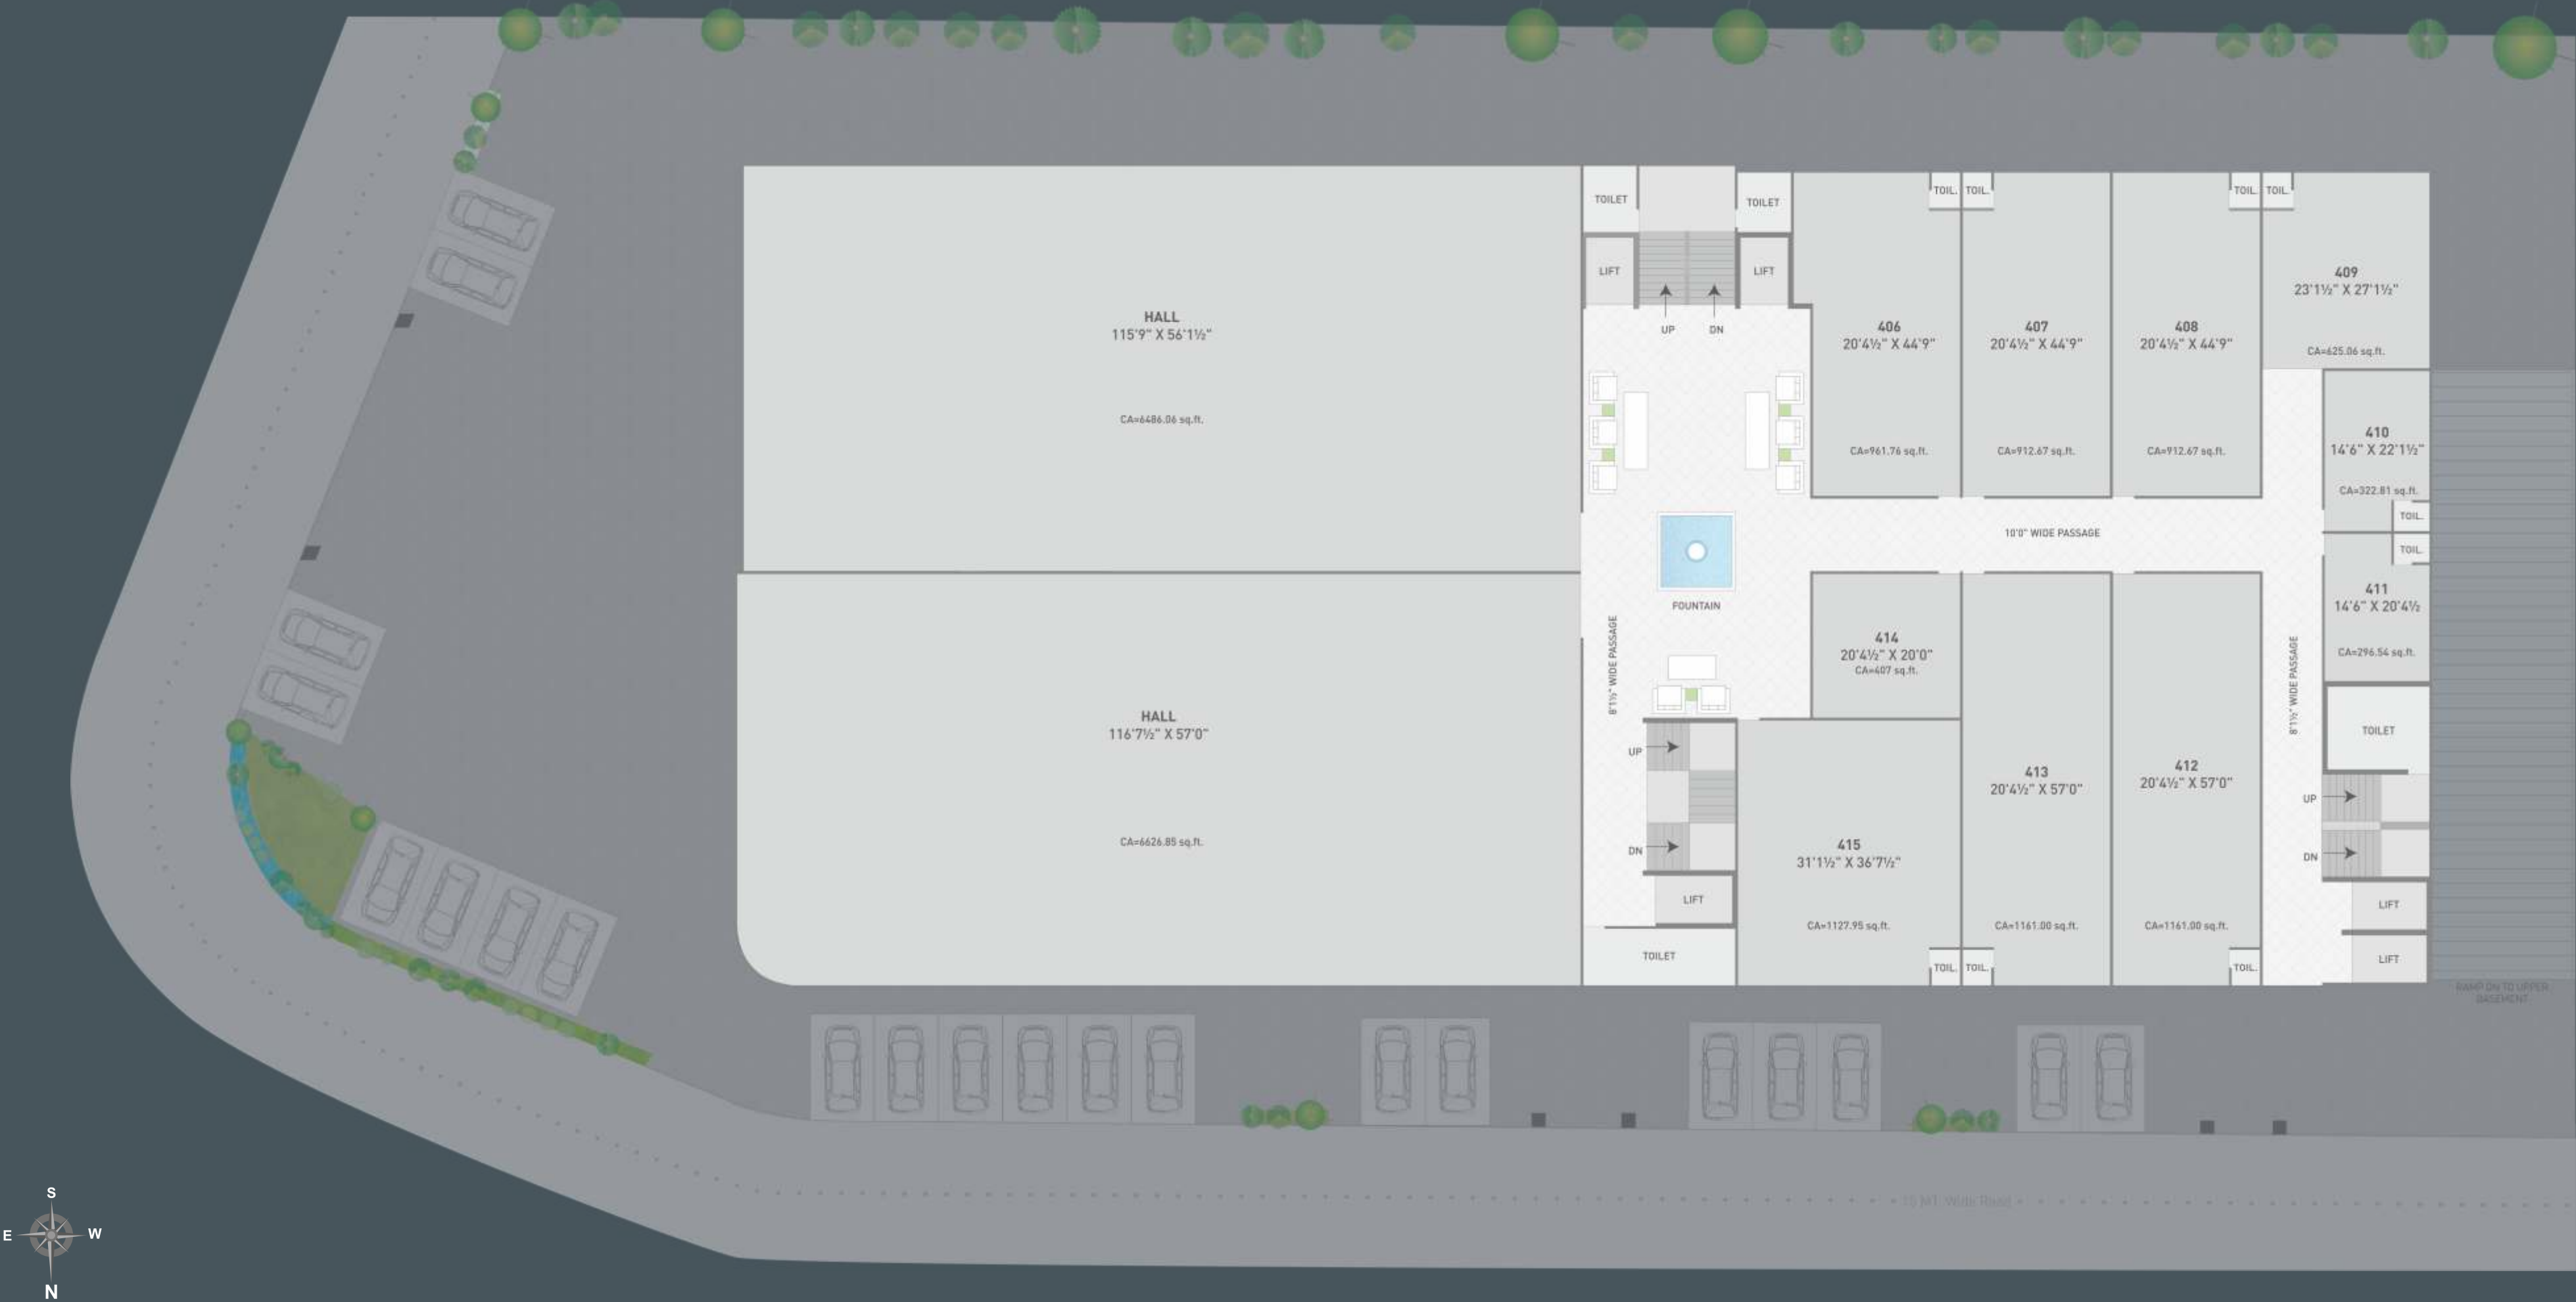 TOILET
TOILET
TOIL.
TOIL.
TOIL.
TOIL.
LIFT
LIFT
UP
DN
HALL
115'9" X 56'1½"
CA=6486.06 sq.ft.
406
20'4½" X 44'9"
CA=961.76 sq.ft.
407
20'4½" X 44'9"
CA=912.67 sq.ft.
408
20'4½" X 44'9"
CA=912.67 sq.ft.
409
23'1½" X 27'1½"
CA=625.06 sq.ft.
410
14'6" X 22'1½"
CA=322.81 sq.ft.
TOIL.
TOIL.
10'0" WIDE PASSAGE
411
14'6" X 20'4½
CA=296.54 sq.ft.
FOUNTAIN
8'1½" WIDE PASSAGE
414
20'4½" X 20'0"
CA=407 sq.ft.
8'1½" WIDE PASSAGE
HALL
116'7½" X 57'0"
CA=6626.85 sq.ft.
TOILET
UP
DN
LIFT
TOILET
415
31'1½" X 36'7½"
CA=1127.95 sq.ft.
413
20'4½" X 57'0"
CA=1161.00 sq.ft.
412
20'4½" X 57'0"
CA=1161.00 sq.ft.
TOIL.
TOIL.
TOIL.
UP
DN
LIFT
LIFT
RAMP DN TO UPPER
BASEMENT
15 MT. Wide Road
S
E
W
N